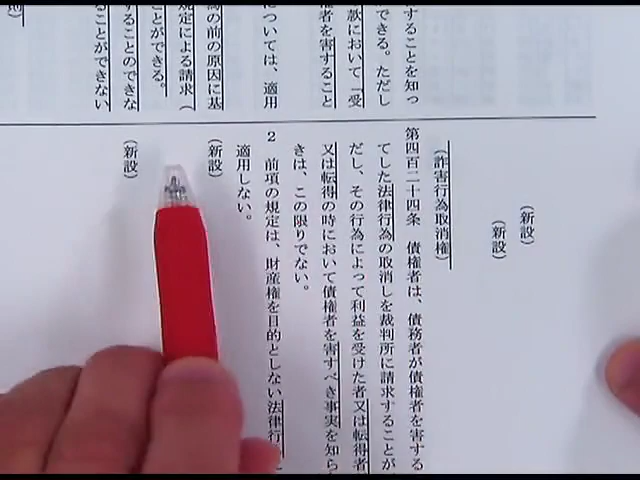 することを知っ
できる。ただし
款において「受
権者を害すること
については、適用
為の前の原因に基
規定による請求（
ことができる。
することのできな
ることができない
則）
（新設）
（新設）
（詐害行為取消権）
第四百二十四条　債権者は、債務者が債権者を害する
てした法律行為の取消しを裁判所に請求することが
だし、その行為によって利益を受けた者又は転得者
又は転得の時において債権者を害すべき事実を知ら
きは、この限りでない。
２　前項の規定は、財産権を目的としない法律行
適用しない。
（新設）
（新設）